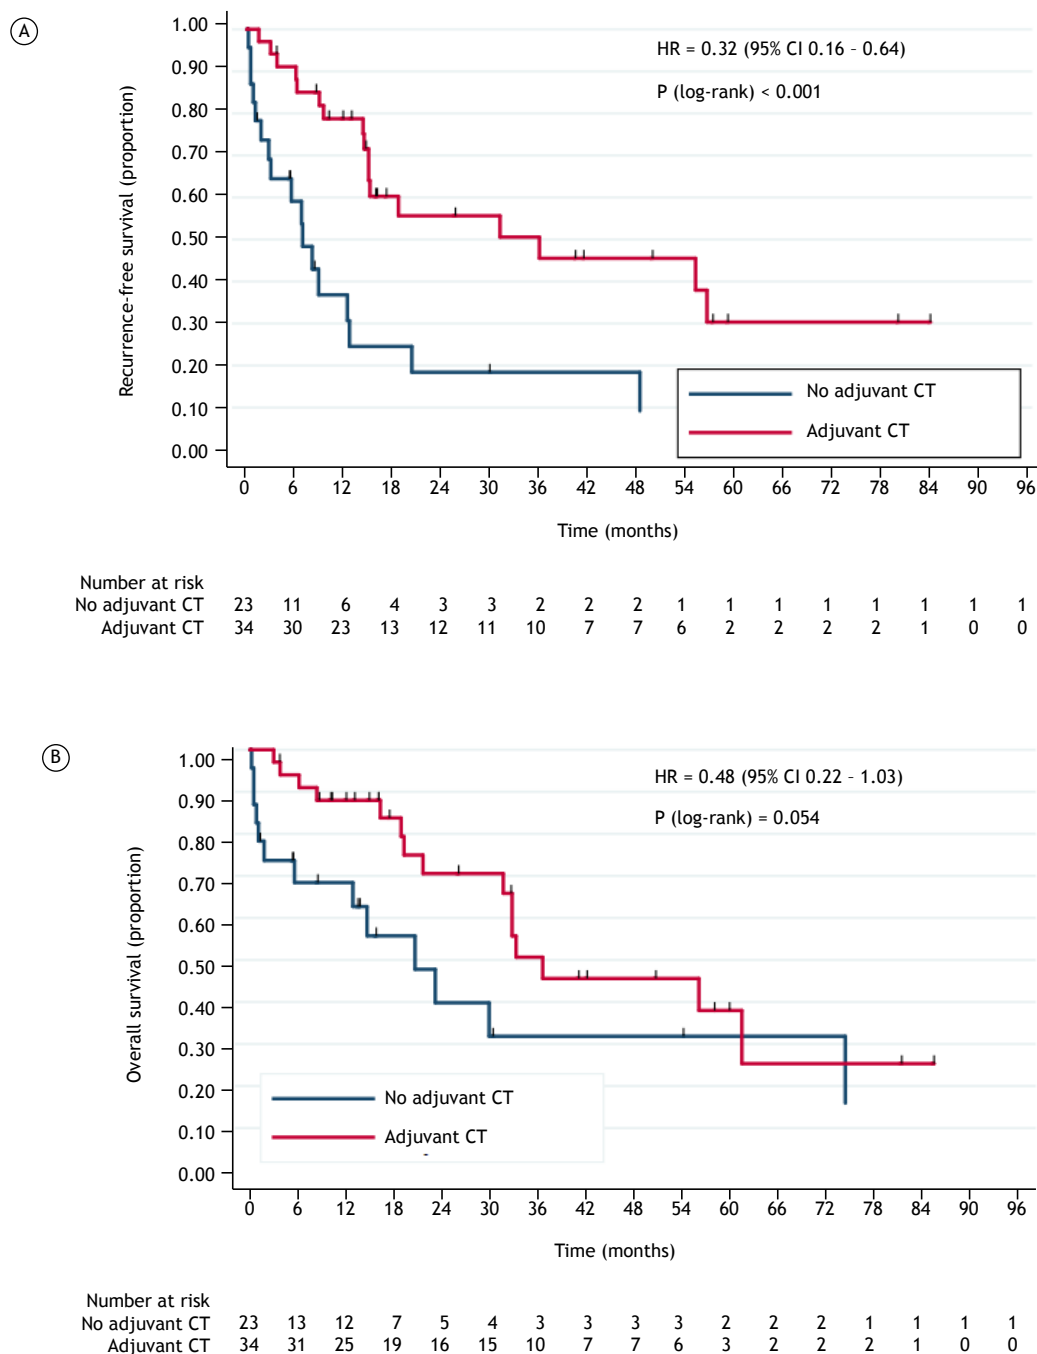 A
1.00
0.90
0.80
0.70
0.60
0.50
0.40
0.30
0.20
0.10
0.00
Recurrence-free survival (proportion)
HR = 0.32 (95% CI 0.16 - 0.64)
P (log-rank) < 0.001
No adjuvant CT
Adjuvant CT
0 6 12 18 24 30 36 42 48 54 60 66 72 78 84 90 96
Time (months)
Number at risk
No adjuvant CT 23 11 6 4 3 3 2 2 2 1 1 1 1 1 1 1 1
Adjuvant CT 34 30 23 13 12 11 10 7 7 6 2 2 2 2 1 0 0
B
1.00
0.90
0.80
0.70
0.60
0.50
0.40
0.30
0.20
0.10
0.00
Overall survival (proportion)
HR = 0.48 (95% CI 0.22 - 1.03)
P (log-rank) = 0.054
No adjuvant CT
Adjuvant CT
0 6 12 18 24 30 36 42 48 54 60 66 72 78 84 90 96
Time (months)
Number at risk
No adjuvant CT 23 13 12 7 5 4 3 3 3 3 2 2 2 1 1 1 1
Adjuvant CT 34 31 25 19 16 15 10 7 7 6 3 2 2 2 1 0 0